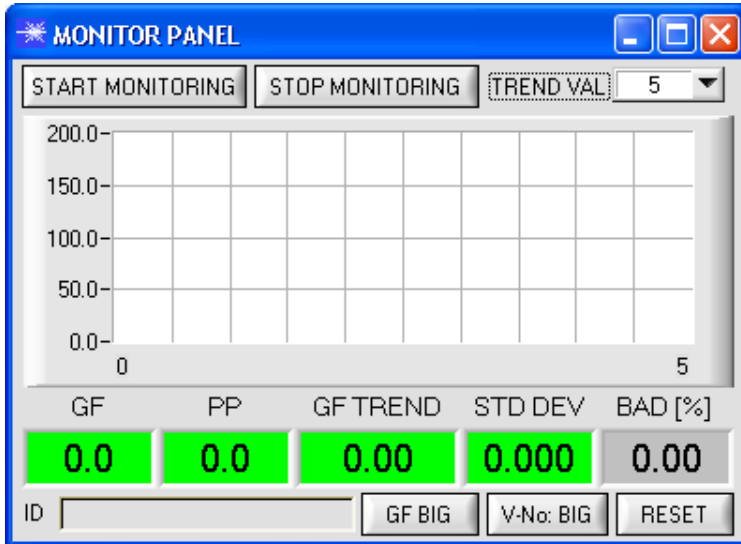 MONITOR PANEL
START MONITORING STOP MONITORING TREND VAL 5
200.0
150.0
100.0
50.0
0.0
0 5
GF PP GF TREND STD DEV BAD [%]
0.0 0.0 0.00 0.000 0.00
ID GF BIG V-No: BIG RESET